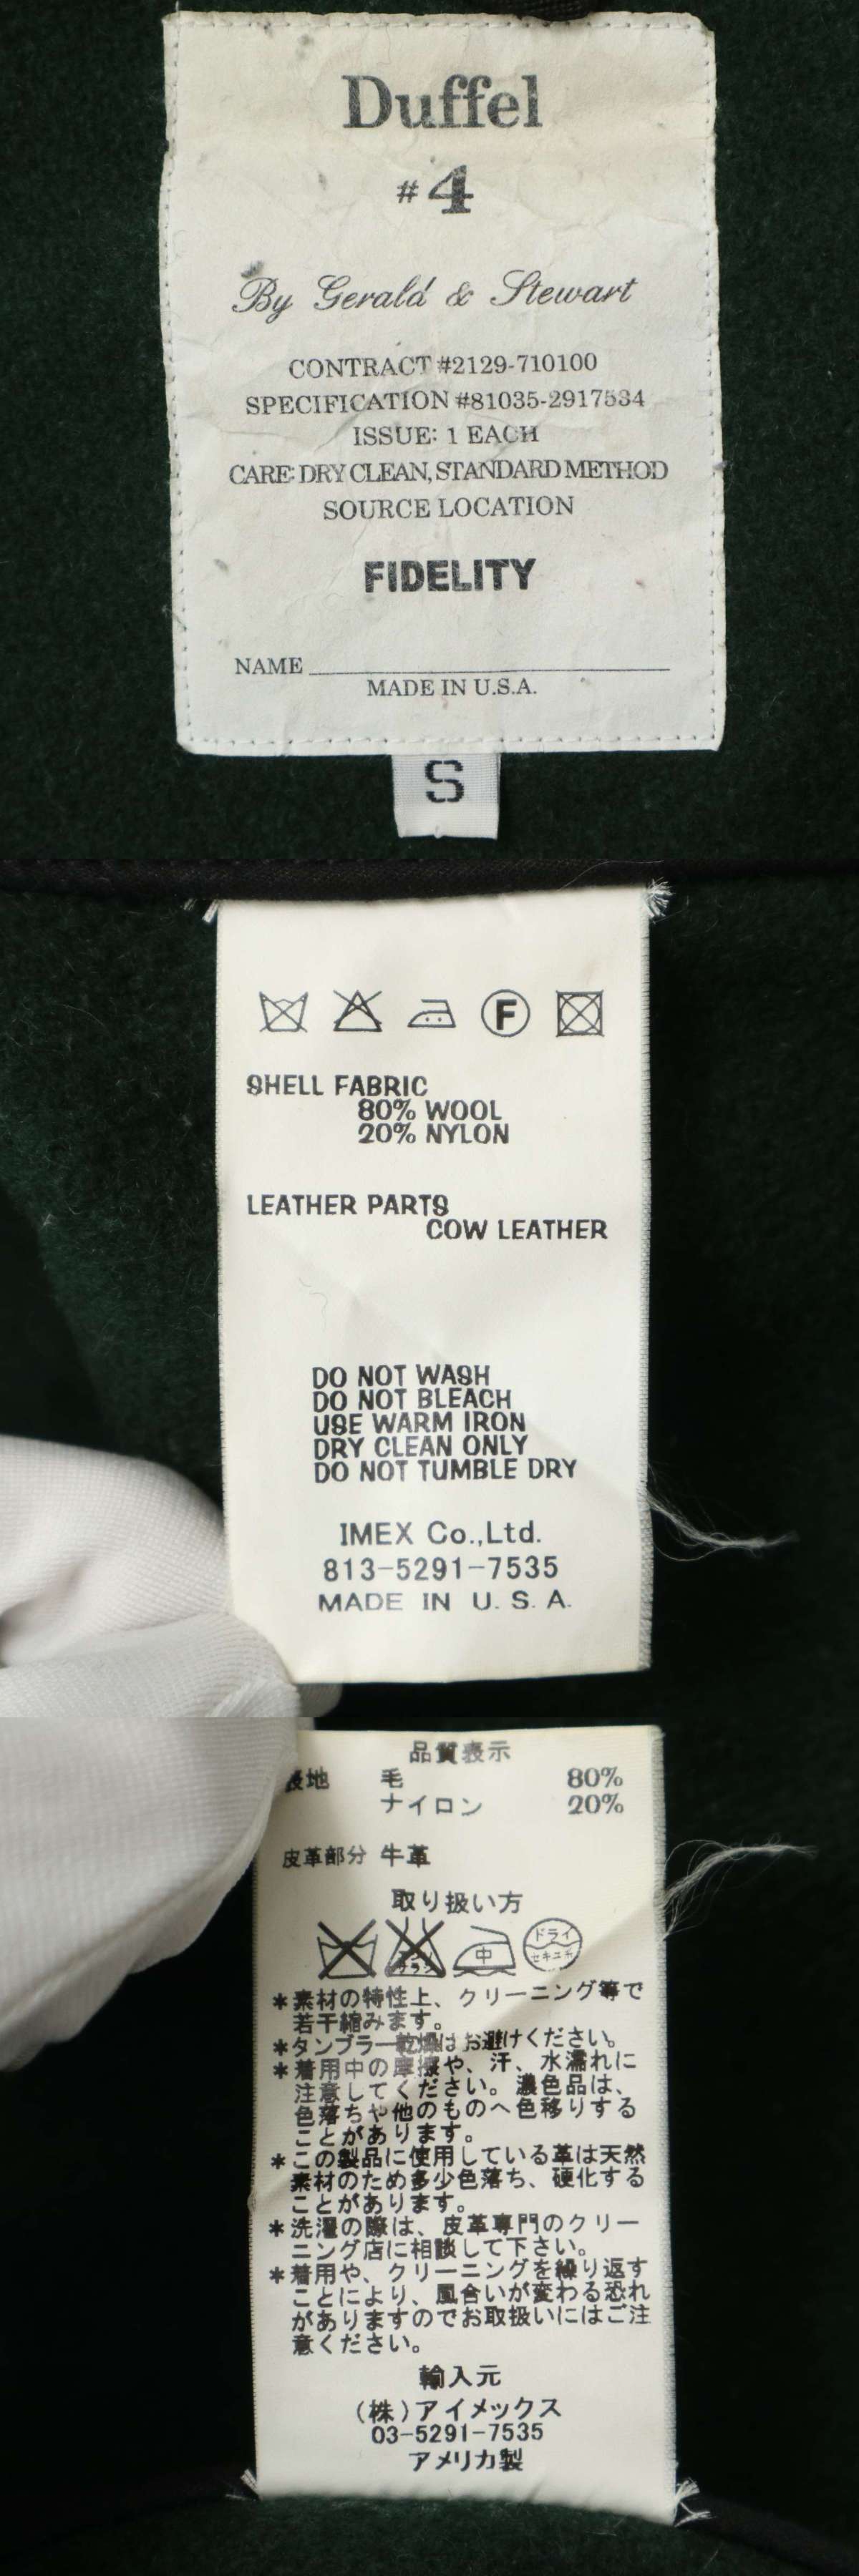 Duffel
#4
By Gerald & Stewart
CONTRACT #2129-710100
SPECIFICATION #81035-2917534
ISSUE: 1 EACH
CARE: DRY CLEAN, STANDARD METHOD
SOURCE LOCATION
FIDELITY
NAME
MADE IN U.S.A.
S
F
SHELL FABRIC
80% WOOL
20% NYLON
LEATHER PARTS
COW LEATHER
DO NOT WASH
DO NOT BLEACH
USE WARM IRON
DRY CLEAN ONLY
DO NOT TUMBLE DRY
IMEX Co.,Ltd.
813-5291-7535
MADE IN U.S.A.
品質表示
表地 毛 80%
ナイロン 20%
皮革部分 牛革
取り扱い方
エンソサラシ 中 ドライ セキユ系
*素材の特性上、クリーニング等で
若干縮みます。
*タンブラー乾燥はお避けください。
*着用中の摩擦や、汗、水濡れに
注意してください。濃色品は、
色落ちや他のものへ色移りする
ことがあります。
*この製品に使用している革は天然
素材のため多少色落ち、硬化する
ことがあります。
*洗濯の際は、皮革専門のクリー
ニング店に相談して下さい。
*着用や、クリーニングを繰り返す
ことにより、風合いが変わる恐れ
がありますのでお取扱いにはご注
意ください。
輸入元
(株)アイメックス
03-5291-7535
アメリカ製